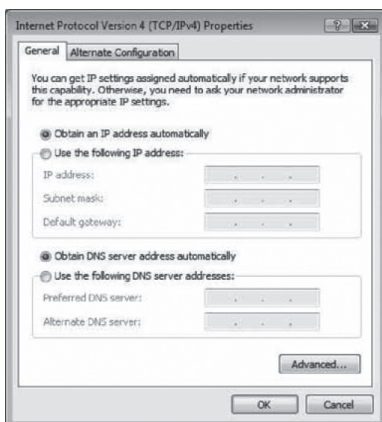 Internet Protocol Version 4 (TCP/IPv4) Properties
General
Alternate Configuration
You can get IP settings assigned automatically if your network supports
this capability. Otherwise, you need to ask your network administrator
for the appropriate IP settings.
Obtain an IP address automatically
Use the following IP address:
IP address:
Subnet mask:
Default gateway:
Obtain DNS server address automatically
Use the following DNS server addresses:
Preferred DNS server:
Alternate DNS server:
Advanced...
OK
Cancel